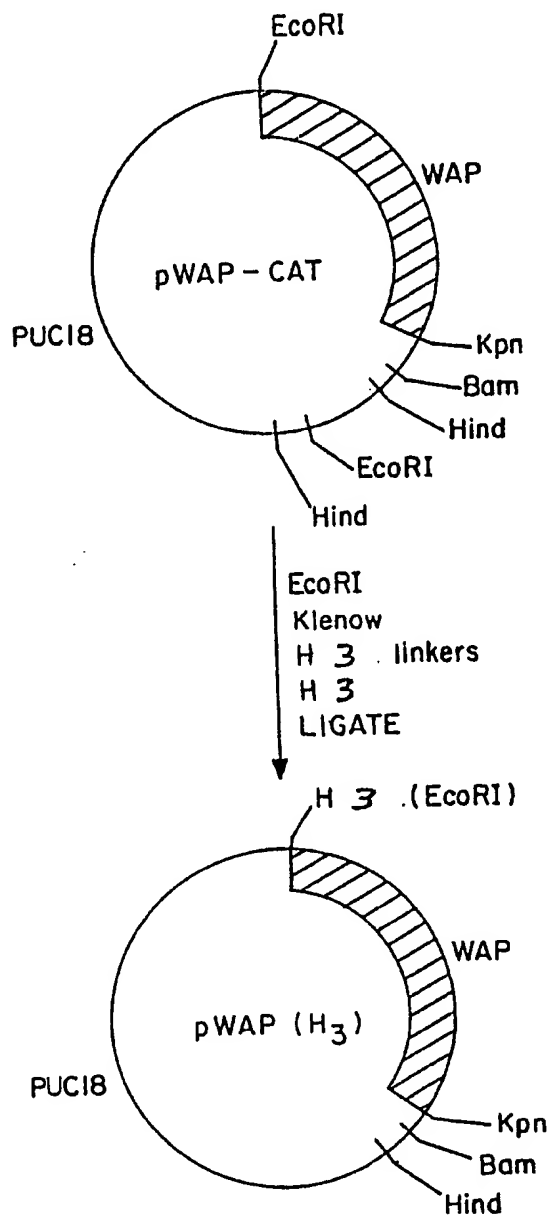 EcoRI
WAP
pWAP-CAT
PUC18
Kpn
Bam
Hind
EcoRI
Hind
EcoRI
Klenow
H 3 . linkers
H 3
LIGATE
H 3 .(EcoRI)
WAP
pWAP (H3)
PUC18
Kpn
Bam
Hind